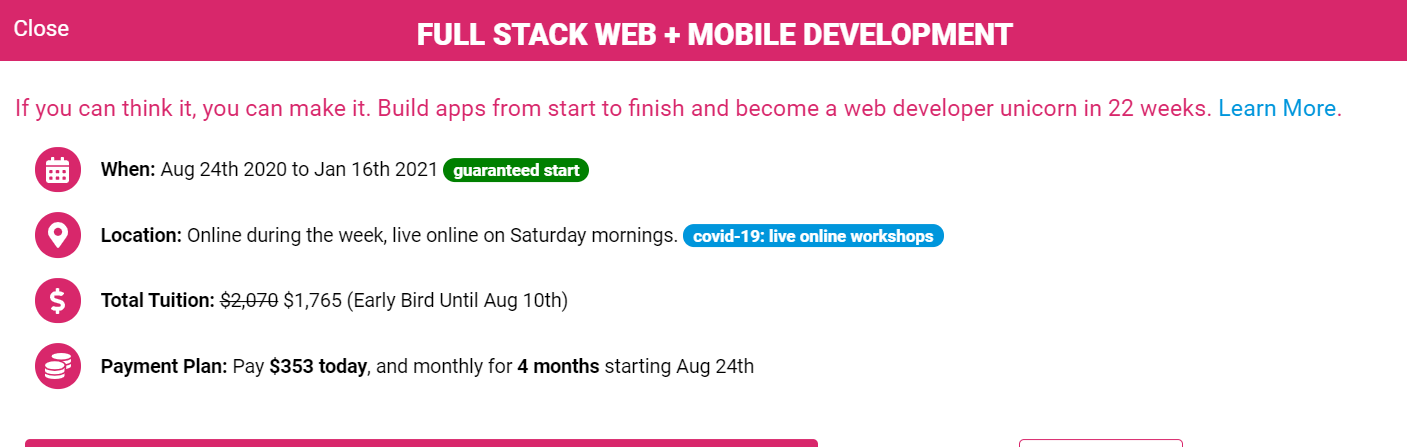 Close
FULL STACK WEB + MOBILE DEVELOPMENT
If you can think it, you can make it. Build apps from start to finish and become a web developer unicorn in 22 weeks. Learn More.
When: Aug 24th 2020 to Jan 16th 2021 guaranteed start
Location: Online during the week, live online on Saturday mornings. covid-19: live online workshops
Total Tuition: $2,070 $1,765 (Early Bird Until Aug 10th)
Payment Plan: Pay $353 today, and monthly for 4 months starting Aug 24th